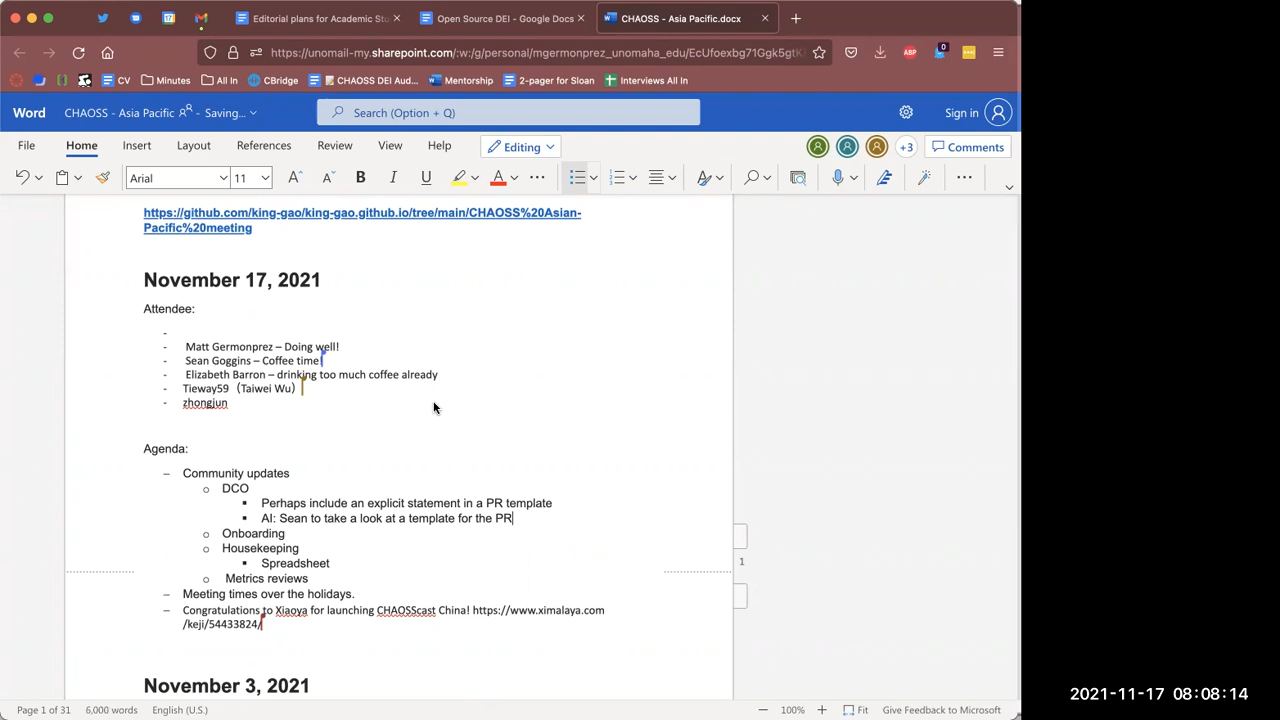 Editorial plans for Academic Stu
Open Source DEI - Google Docs
CHAOSS - Asia Pacific.docx
https://unomail-my.sharepoint.com/:w:/g/personal/mgermonprez_unomaha_edu/EcUfoexbg71Ggk5gtK
ABP
0
CV
Minutes
All In
CBridge
CHAOSS DEI Aud...
Mentorship
2-pager for Sloan
Interviews All In
Word
CHAOSS - Asia Pacific - Saving...
Search (Option + Q)
Sign in
File
Home
Insert
Layout
References
Review
View
Help
Editing
+3
Comments
Arial
11
https://github.com/king-gao/king-gao.github.io/tree/main/CHAOSS%20Asian-
Pacific%20meeting
November 17, 2021
Attendee:
-
- Matt Germonprez – Doing well!
- Sean Goggins – Coffee time!
- Elizabeth Barron – drinking too much coffee already
- Tieway59（Taiwei Wu）
- zhongjun
Agenda:
– Community updates
o DCO
▪ Perhaps include an explicit statement in a PR template
▪ AI: Sean to take a look at a template for the PR
o Onboarding
o Housekeeping
▪ Spreadsheet
o Metrics reviews
– Meeting times over the holidays.
– Congratulations to Xiaoya for launching CHAOSScast China! https://www.ximalaya.com
/keji/54433824/
1
November 3, 2021
2021-11-17 08:08:14
Page 1 of 31
6,000 words
English (U.S.)
100%
Fit
Give Feedback to Microsoft